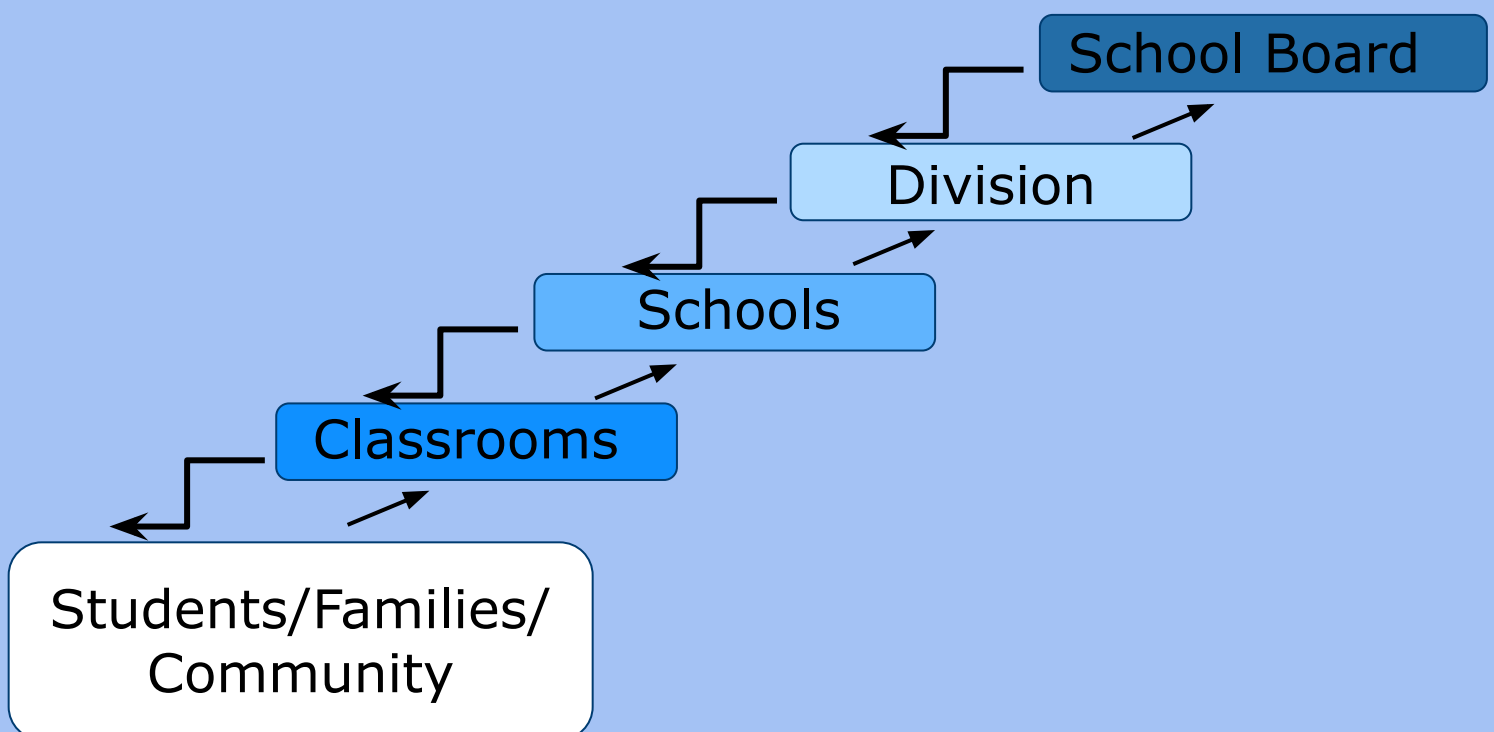 School Board
Division
Schools
Classrooms
Students/Families/
Community